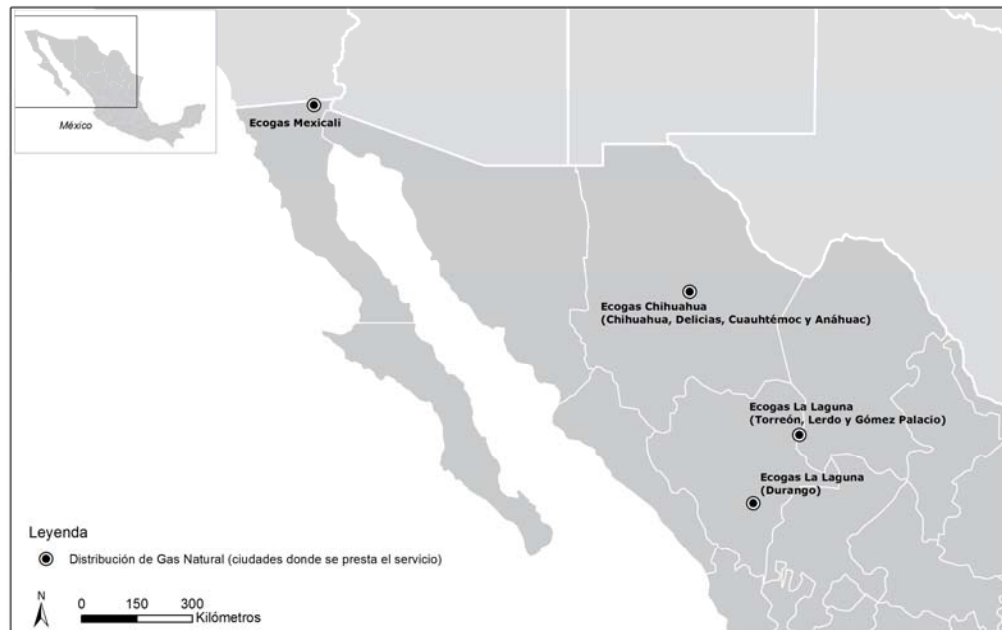 México
Ecogas Mexicali
Ecogas Chihuahua
(Chihuahua, Delicias, Cuauhtémoc y Anáhuac)
Ecogas La Laguna
(Torreón, Lerdo y Gómez Palacio)
Ecogas La Laguna
(Durango)
Leyenda
Distribución de Gas Natural (ciudades donde se presta el servicio)
N
0 150 300
Kilómetros